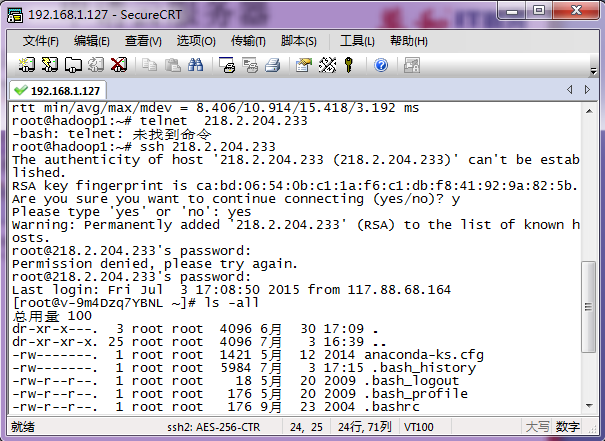 192.168.1.127 - SecureCRT
文件(F) 编辑(E) 查看(V) 选项(O) 传输(T) 脚本(S) 工具(L) 帮助(H)
192.168.1.127
rtt min/avg/max/mdev = 8.406/10.914/15.418/3.192 ms
root@hadoop1:~# telnet  218.2.204.233
-bash: telnet: 未找到命令
root@hadoop1:~# ssh 218.2.204.233
The authenticity of host '218.2.204.233 (218.2.204.233)' can't be estab
lished.
RSA key fingerprint is ca:bd:06:54:0b:c1:1a:f6:c1:db:f8:41:92:9a:82:5b.
Are you sure you want to continue connecting (yes/no)? y
Please type 'yes' or 'no': yes
Warning: Permanently added '218.2.204.233' (RSA) to the list of known h
osts.
root@218.2.204.233's password:
Permission denied, please try again.
root@218.2.204.233's password:
Last login: Fri Jul  3 17:08:50 2015 from 117.88.68.164
[root@v-9m4Dzq7YBNL ~]# ls -all
总用量 100
dr-xr-x---.  3 root root  4096 6月  30 17:09 .
dr-xr-xr-x. 25 root root  4096 7月   3 16:39 ..
-rw-------.  1 root root  1421 5月  12 2014 anaconda-ks.cfg
-rw-------.  1 root root  5984 7月   3 17:15 .bash_history
-rw-r--r--.  1 root root    18 5月  20 2009 .bash_logout
-rw-r--r--.  1 root root   176 5月  20 2009 .bash_profile
-rw-r--r--.  1 root root   176 9月  23 2004 .bashrc
就绪 ssh2: AES-256-CTR 24, 25 24行, 71列 VT100 大写 数字